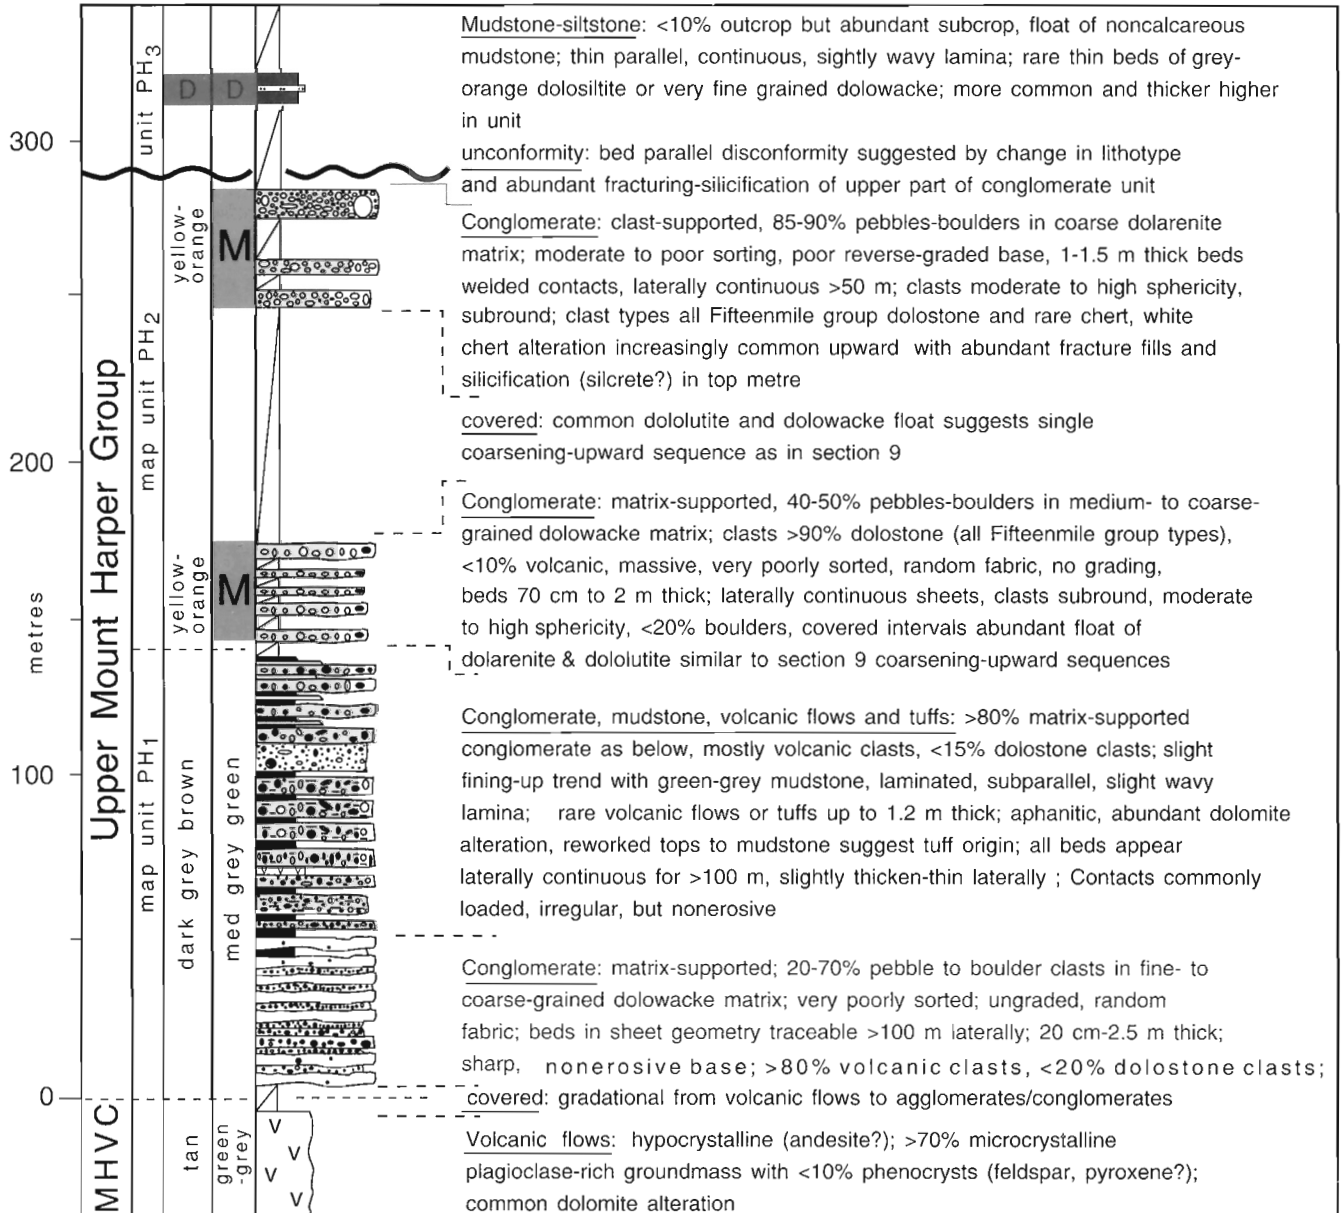 Mudstone-siltstone: <10% outcrop but abundant subcrop, float of noncalcareous
mudstone; thin parallel, continuous, sightly wavy lamina; rare thin beds of grey-
orange dolosiltite or very fine grained dolowacke; more common and thicker higher
in unit
unconformity: bed parallel disconformity suggested by change in lithotype
and abundant fracturing-silicification of upper part of conglomerate unit
Conglomerate: clast-supported, 85-90% pebbles-boulders in coarse dolarenite
matrix; moderate to poor sorting, poor reverse-graded base, 1-1.5 m thick beds
welded contacts, laterally continuous >50 m; clasts moderate to high sphericity,
subround; clast types all Fifteenmile group dolostone and rare chert, white
chert alteration increasingly common upward with abundant fracture fills and
silicification (silcrete?) in top metre
covered: common dololutite and dolowacke float suggests single
coarsening-upward sequence as in section 9
Conglomerate: matrix-supported, 40-50% pebbles-boulders in medium- to coarse-
grained dolowacke matrix; clasts >90% dolostone (all Fifteenmile group types),
<10% volcanic, massive, very poorly sorted, random fabric, no grading,
beds 70 cm to 2 m thick; laterally continuous sheets, clasts subround, moderate
to high sphericity, <20% boulders, covered intervals abundant float of
dolarenite & dololutite similar to section 9 coarsening-upward sequences
Conglomerate, mudstone, volcanic flows and tuffs: >80% matrix-supported
conglomerate as below, mostly volcanic clasts, <15% dolostone clasts; slight
fining-up trend with green-grey mudstone, laminated, subparallel, slight wavy
lamina; rare volcanic flows or tuffs up to 1.2 m thick; aphanitic, abundant dolomite
alteration, reworked tops to mudstone suggest tuff origin; all beds appear
laterally continuous for >100 m, slightly thicken-thin laterally ; Contacts commonly
loaded, irregular, but nonerosive
Conglomerate: matrix-supported; 20-70% pebble to boulder clasts in fine- to
coarse-grained dolowacke matrix; very poorly sorted; ungraded, random
fabric; beds in sheet geometry traceable >100 m laterally; 20 cm-2.5 m thick;
sharp, nonerosive base; >80% volcanic clasts, <20% dolostone clasts;
covered: gradational from volcanic flows to agglomerates/conglomerates
Volcanic flows: hypocrystalline (andesite?); >70% microcrystalline
plagioclase-rich groundmass with <10% phenocrysts (feldspar, pyroxene?);
common dolomite alteration
300
200
100
0
metres
Upper Mount Harper Group
MHVC
unit PH3
map unit PH2
map unit PH1
D
D
yellow-
orange
M
yellow-
orange
M
dark grey brown
med grey green
tan
green
-grey
V
V
V
V
V V V